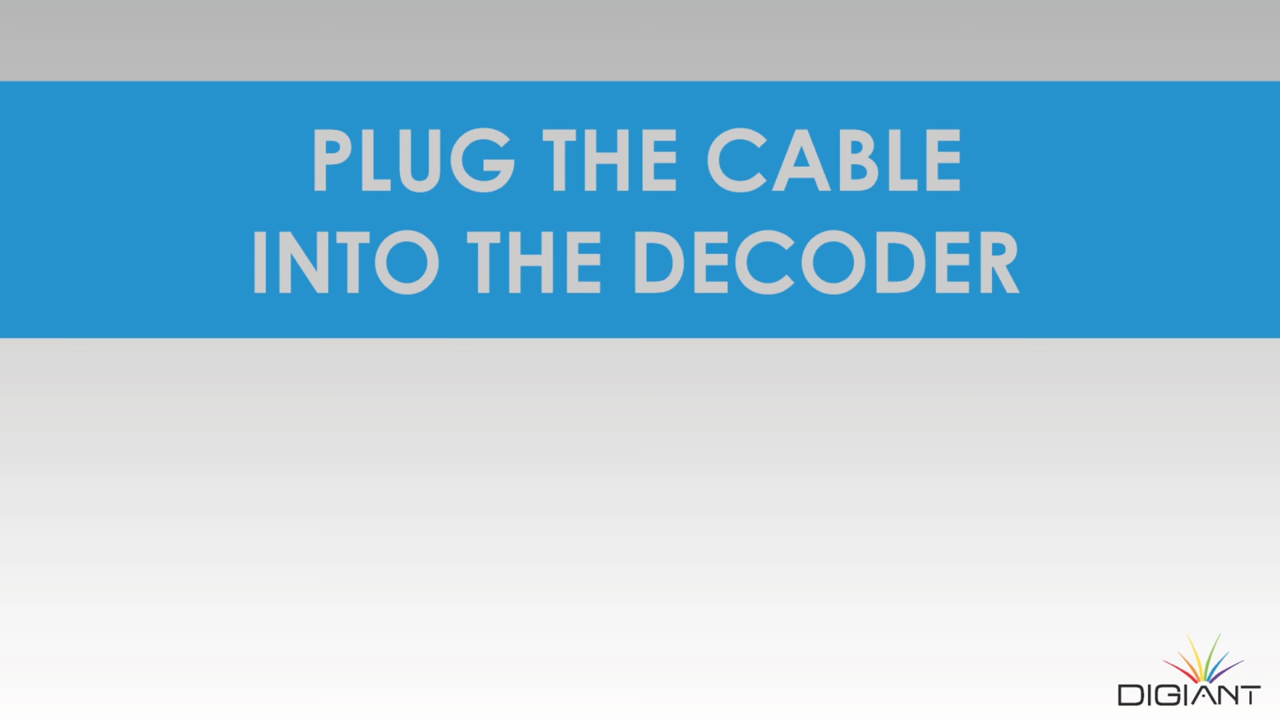 PLUG THE CABLE
INTO THE DECODER
DIGIANT